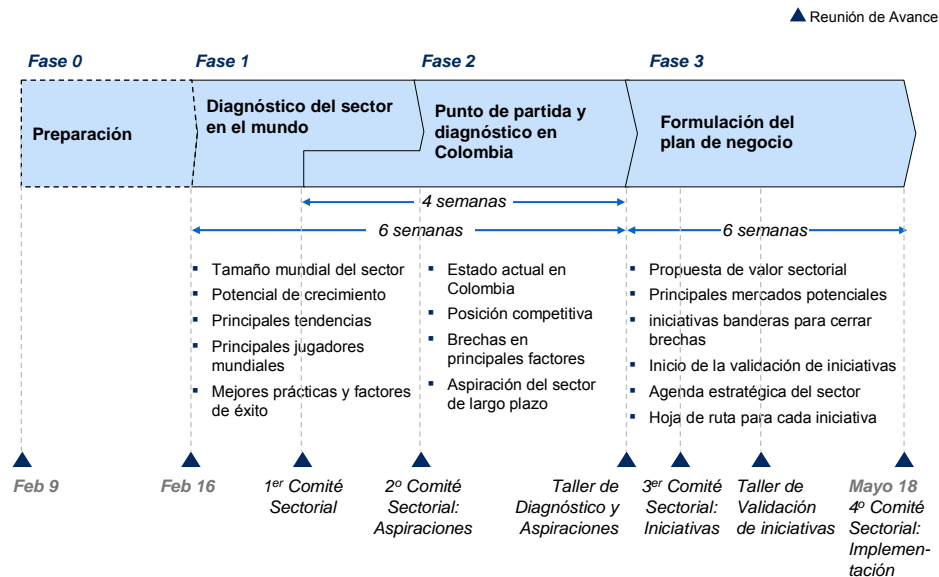 Reunión de Avance
Fase 0
Fase 1
Fase 2
Fase 3
Preparación
Diagnóstico del sector
en el mundo
Punto de partida y
diagnóstico en
Colombia
Formulación del
plan de negocio
4 semanas
6 semanas
6 semanas
Tamaño mundial del sector
Potencial de crecimiento
Principales tendencias
Principales jugadores
mundiales
Mejores prácticas y factores
de éxito
Estado actual en
Colombia
Posición competitiva
Brechas en
principales factores
Aspiración del sector
de largo plazo
Propuesta de valor sectorial
Principales mercados potenciales
iniciativas banderas para cerrar
brechas
Inicio de la validación de iniciativas
Agenda estratégica del sector
Hoja de ruta para cada iniciativa
Feb 9
Feb 16
1er Comité
Sectorial
2o Comité
Sectorial:
Aspiraciones
Taller de
Diagnóstico y
Aspiraciones
3er Comité
Sectorial:
Iniciativas
Taller de
Validación
de iniciativas
Mayo 18
4o Comité
Sectorial:
Implemen-
tación